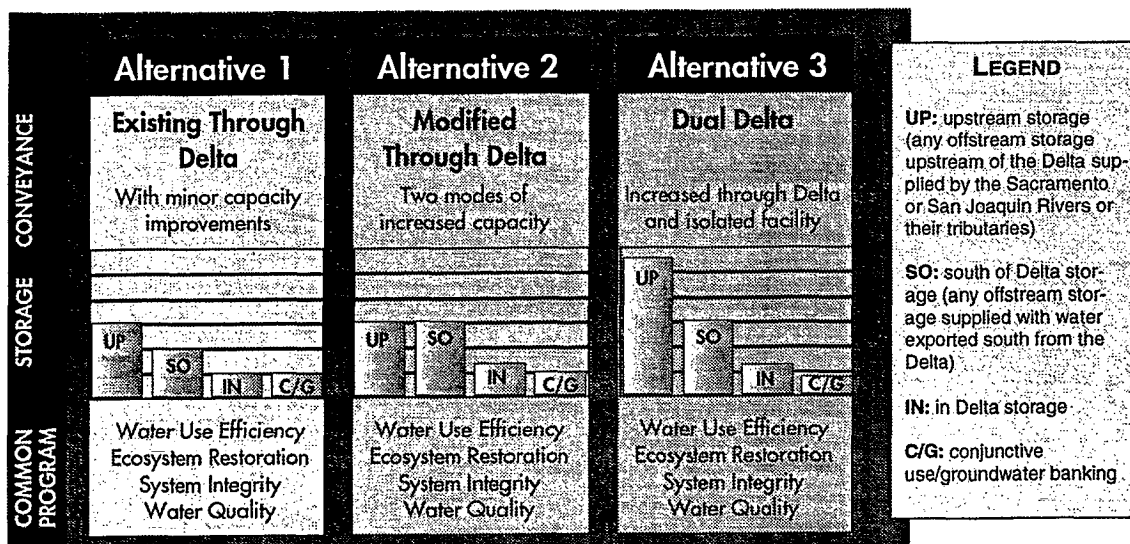 Alternative 1
Alternative 2
Alternative 3
CONVEYANCE
Existing Through
Delta
With minor capacity
improvements
Modified
Through Delta
Two modes of
increased capacity
Dual Delta
Increased through Delta
and isolated facility
STORAGE
UP
SO
IN
C/G
UP
SO
IN
C/G
UP
SO
IN
C/G
COMMON
PROGRAM
Water Use Efficiency
Ecosystem Restoration
System Integrity
Water Quality
Water Use Efficiency
Ecosystem Restoration
System Integrity
Water Quality
Water Use Efficiency
Ecosystem Restoration
System Integrity
Water Quality
LEGEND
UP: upstream storage
(any offstream storage
upstream of the Delta sup-
plied by the Sacramento
or San Joaquin Rivers or
their tributaries)
SO: south of Delta stor-
age (any offstream stor-
age supplied with water
exported south from the
Delta)
IN: in Delta storage
C/G: conjunctive
use/groundwater banking